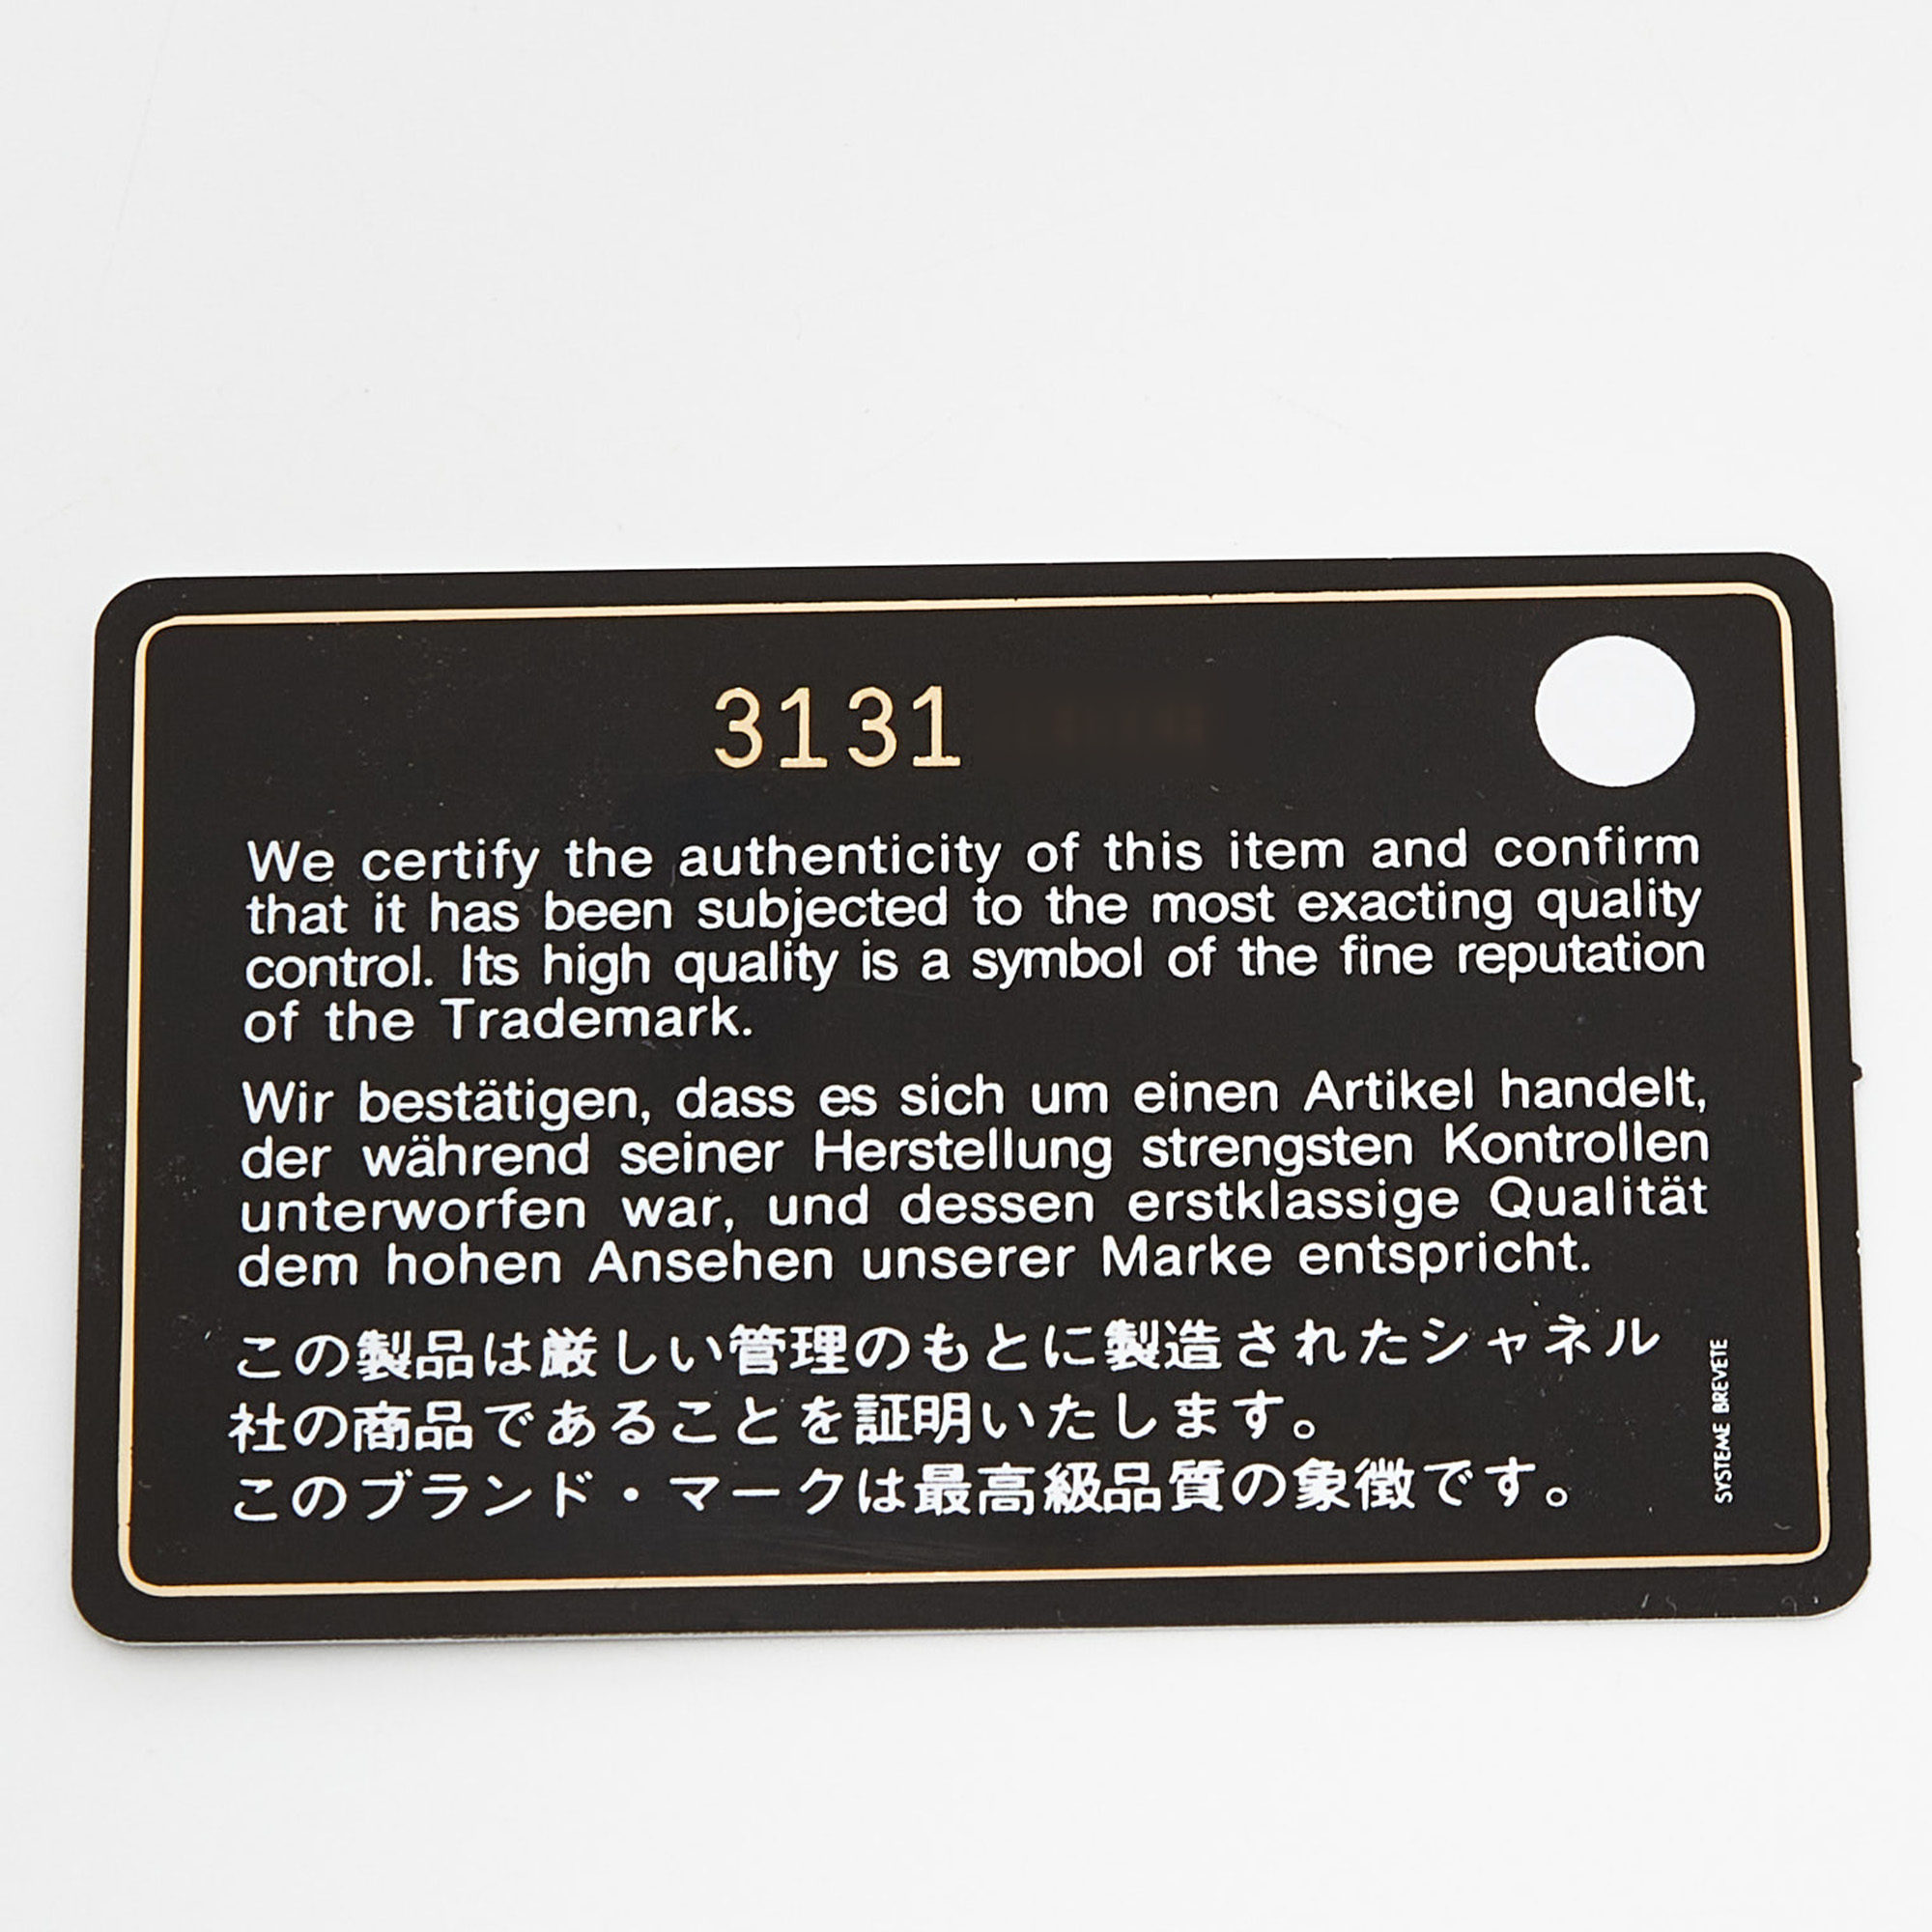 3131
We certify the authenticity of this item and confirm
that it has been subjected to the most exacting quality
control. Its high quality is a symbol of the fine reputation
of the Trademark.
Wir bestätigen, dass es sich um einen Artikel handelt,
der während seiner Herstellung strengsten Kontrollen
unterworfen war, und dessen erstklassige Qualität
dem hohen Ansehen unserer Marke entspricht.
この製品は厳しい管理のもとに製造されたシャネル
社の商品であることを証明いたします。
このブランド・マークは最高級品質の象徴です。
SYSTEME BREVETE